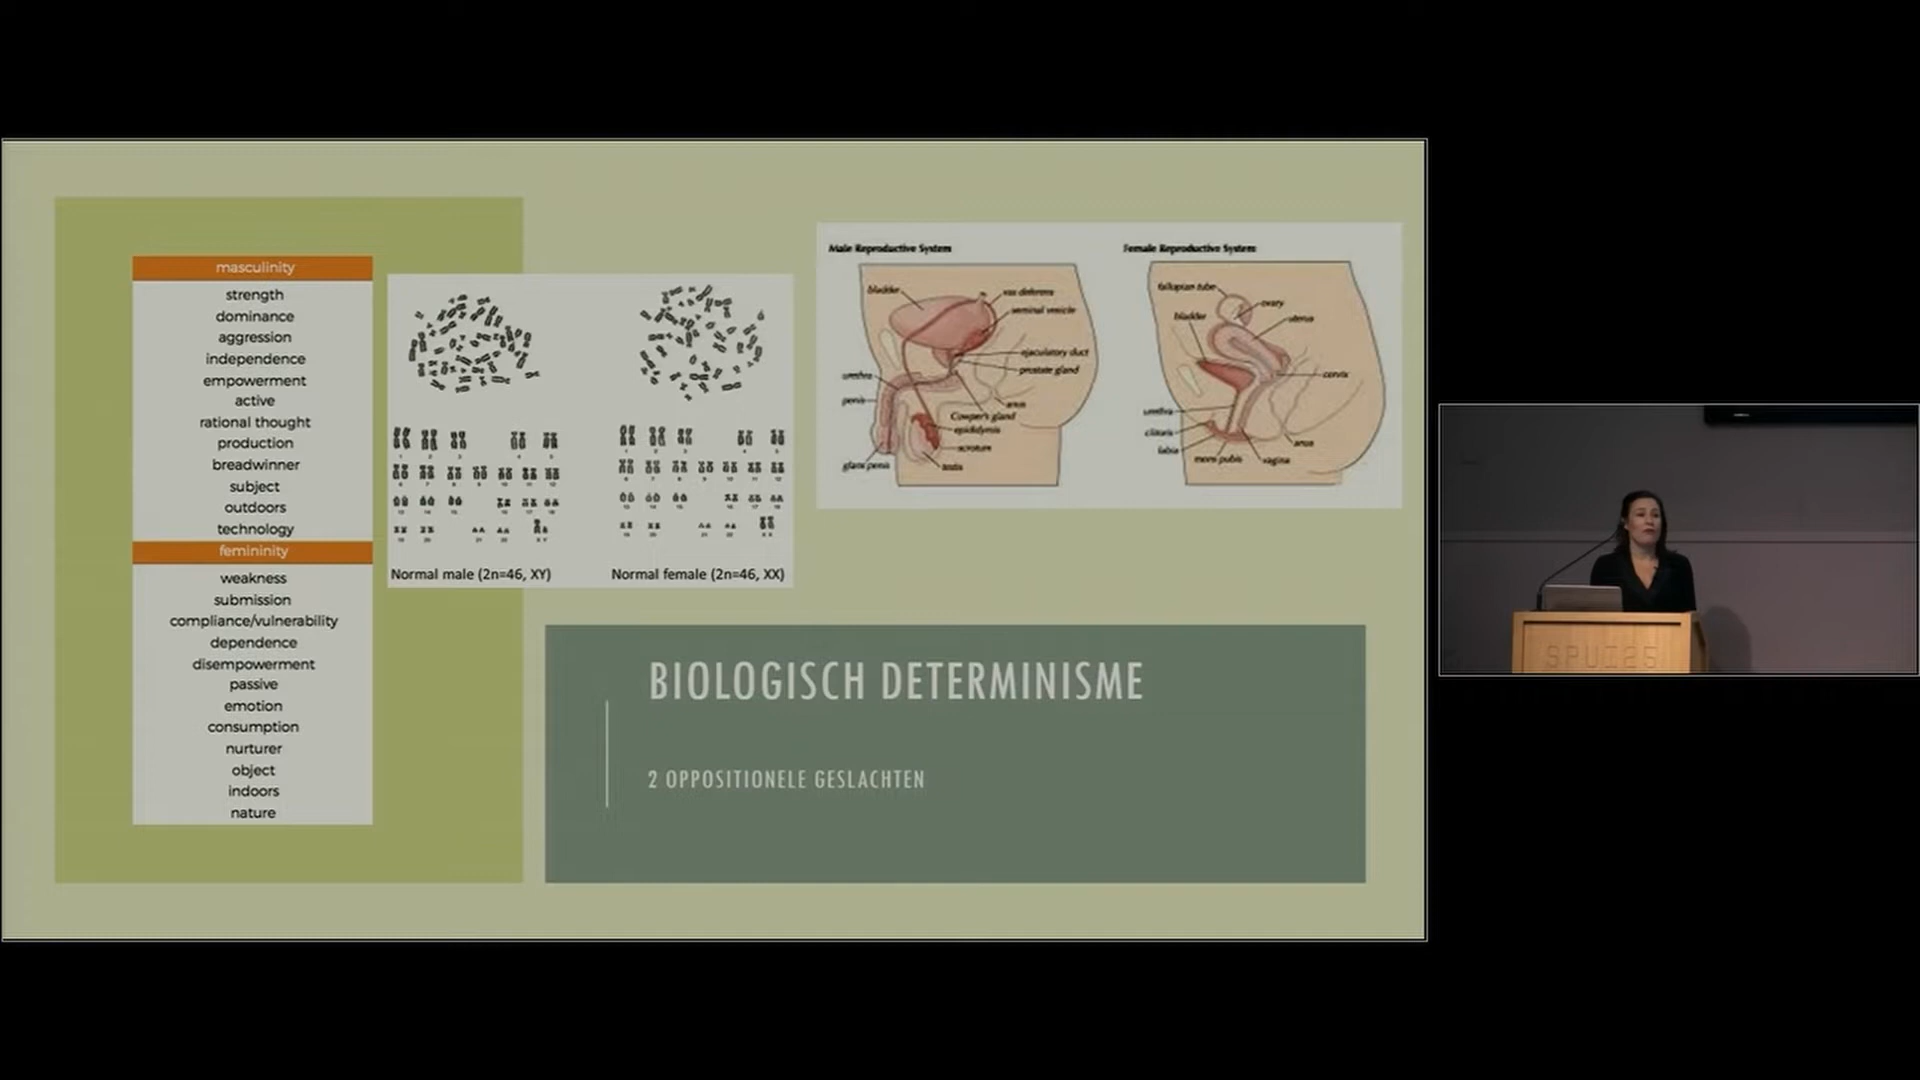 masculinity
strength
dominance
aggression
independence
empowerment
active
rational thought
production
breadwinner
subject
outdoors
technology
femininity
weakness
submission
compliance/vulnerability
dependence
disempowerment
passive
emotion
consumption
nurturer
object
indoors
nature
Normal male (2n=46, XY)
Normal female (2n=46, XX)
Male Reproductive System
bladder
vas deferens
seminal vesicle
ejaculatory duct
prostate gland
urethra
penis
anus
Cowper's gland
epididymis
scrotum
glans penis
testis
Female Reproductive System
fallopian tube
ovary
bladder
uterus
cervix
urethra
clitoris
labia
anus
mons pubis
vagina
BIOLOGISCH DETERMINISME
2 OPPOSITIONELE GESLACHTEN
SPUI25